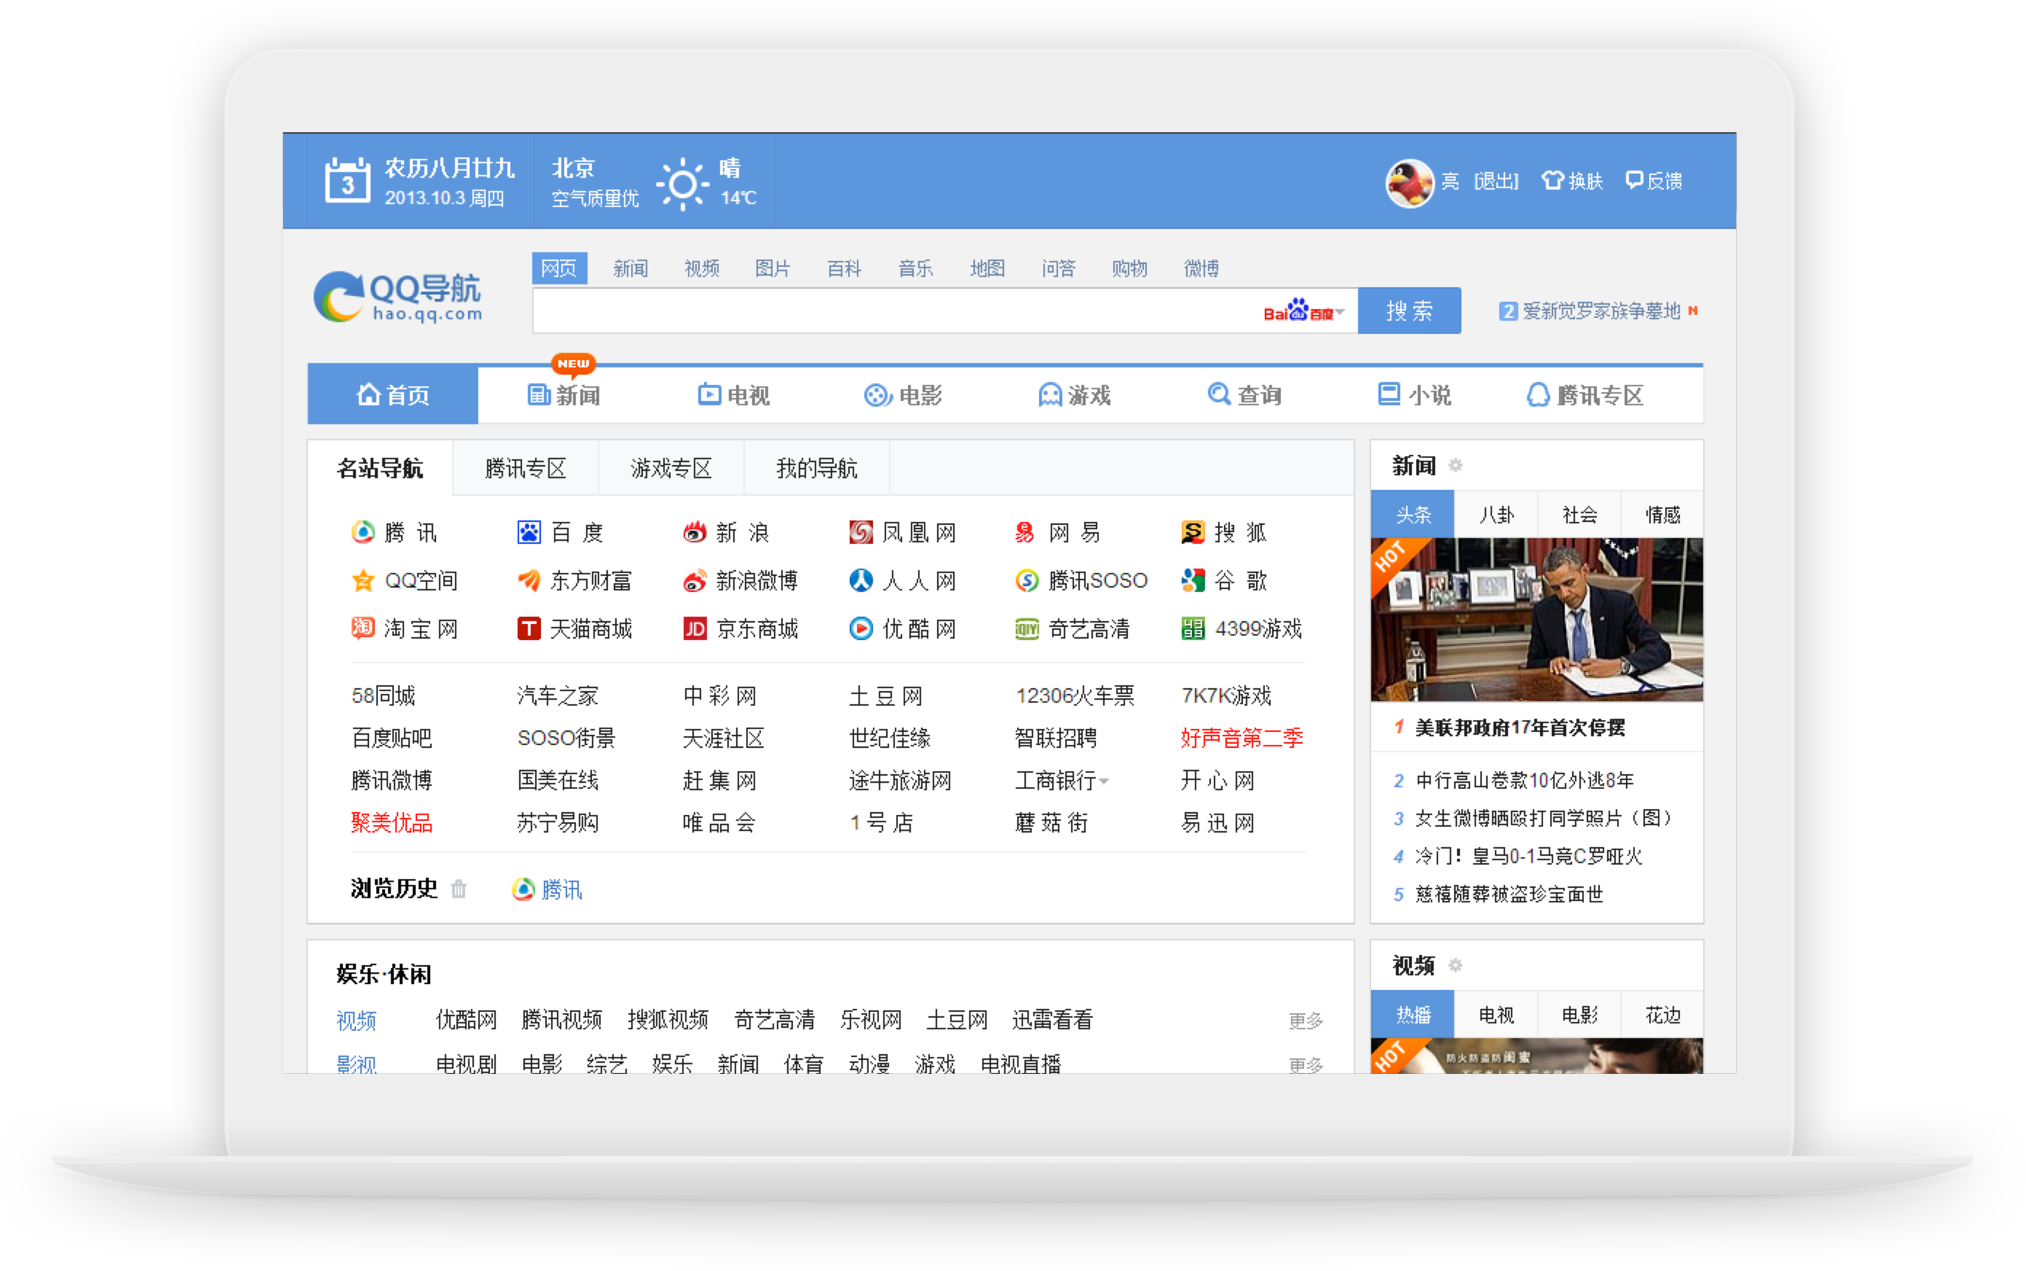 3 农历八月廿九 北京 晴
2013.10.3 周四 空气质量优 14℃
亮 [退出] 换肤 反馈
网页 新闻 视频 图片 百科 音乐 地图 问答 购物 微博
QQ导航
hao.qq.com
Bai du 百度 搜 索 2 爱新觉罗家族争墓地 N
NEW
首页 新闻 电视 电影 游戏 查询 小说 腾讯专区
名站导航 腾讯专区 游戏专区 我的导航
腾 讯 百 度 新 浪 凤 凰 网 网 易 搜 狐
QQ空间 东方财富 新浪微博 人 人 网 腾讯SOSO 谷 歌
淘 宝 网 天猫商城 京东商城 优 酷 网 奇艺高清 4399游戏
58同城 汽车之家 中 彩 网 土 豆 网 12306火车票 7K7K游戏
百度贴吧 SOSO街景 天涯社区 世纪佳缘 智联招聘 好声音第二季
腾讯微博 国美在线 赶 集 网 途牛旅游网 工商银行 开 心 网
聚美优品 苏宁易购 唯 品 会 1 号 店 蘑 菇 街 易 迅 网
浏览历史 腾讯
新闻
头条 八卦 社会 情感
HOT
1 美联邦政府17年首次停摆
2 中行高山卷款10亿外逃8年
3 女生微博晒殴打同学照片（图）
4 冷门！皇马0-1马竞C罗哑火
5 慈禧随葬被盗珍宝面世
娱乐·休闲
视频 优酷网 腾讯视频 搜狐视频 奇艺高清 乐视网 土豆网 迅雷看看 更多
影视 电视剧 电影 综艺 娱乐 新闻 体育 动漫 游戏 电视直播 更多
视频
热播 电视 电影 花边
HOT
防火防盗防闺蜜